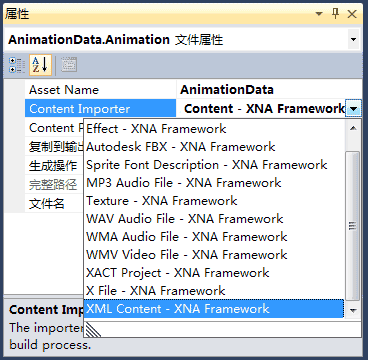 属性
AnimationData.Animation 文件属性
Asset Name AnimationData
Content Importer Content - XNA Framework
Content P
Effect - XNA Framework
复制到输出
Autodesk FBX - XNA Framework
生成操作
Sprite Font Description - XNA Framework
完整路径
MP3 Audio File - XNA Framework
文件名
Texture - XNA Framework
WAV Audio File - XNA Framework
WMA Audio File - XNA Framework
WMV Video File - XNA Framework
XACT Project - XNA Framework
X File - XNA Framework
XML Content - XNA Framework
Content Imp
The importer
build process.